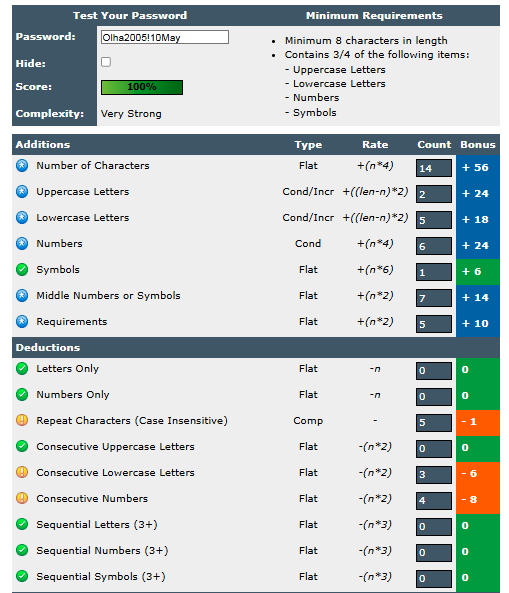 Test Your Password Minimum Requirements
Password: Olha2005!10May
• Minimum 8 characters in length
• Contains 3/4 of the following items:
- Uppercase Letters
- Lowercase Letters
- Numbers
- Symbols
Hide:
Score: 100%
Complexity: Very Strong
Additions Type Rate Count Bonus
Number of Characters Flat +(n*4) 14 + 56
Uppercase Letters Cond/Incr +((len-n)*2) 2 + 24
Lowercase Letters Cond/Incr +((len-n)*2) 5 + 18
Numbers Cond +(n*4) 6 + 24
Symbols Flat +(n*6) 1 + 6
Middle Numbers or Symbols Flat +(n*2) 7 + 14
Requirements Flat +(n*2) 5 + 10
Deductions
Letters Only Flat -n 0 0
Numbers Only Flat -n 0 0
Repeat Characters (Case Insensitive) Comp - 5 - 1
Consecutive Uppercase Letters Flat -(n*2) 0 0
Consecutive Lowercase Letters Flat -(n*2) 3 - 6
Consecutive Numbers Flat -(n*2) 4 - 8
Sequential Letters (3+) Flat -(n*3) 0 0
Sequential Numbers (3+) Flat -(n*3) 0 0
Sequential Symbols (3+) Flat -(n*3) 0 0